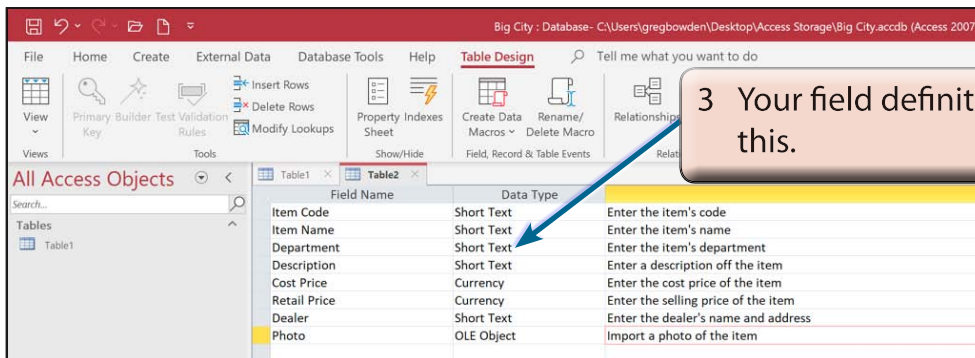 Big City : Database- C:\Users\gregbowden\Desktop\Access Storage\Big City.accdb (Access 2007
File Home Create External Data Database Tools Help Table Design Tell me what you want to do
View
Primary Key
Builder
Test Validation Rules
Insert Rows
Delete Rows
Modify Lookups
Property Sheet
Indexes
Create Data Macros
Rename/ Delete Macro
Relationships
Views Tools Show/Hide Field, Record & Table Events Relati
3 Your field definit
this.
All Access Objects
Search...
Tables
Table1
Table1 Table2
Field Name Data Type
Item Code Short Text Enter the item's code
Item Name Short Text Enter the item's name
Department Short Text Enter the item's department
Description Short Text Enter a description off the item
Cost Price Currency Enter the cost price of the item
Retail Price Currency Enter the selling price of the item
Dealer Short Text Enter the dealer's name and address
Photo OLE Object Import a photo of the item